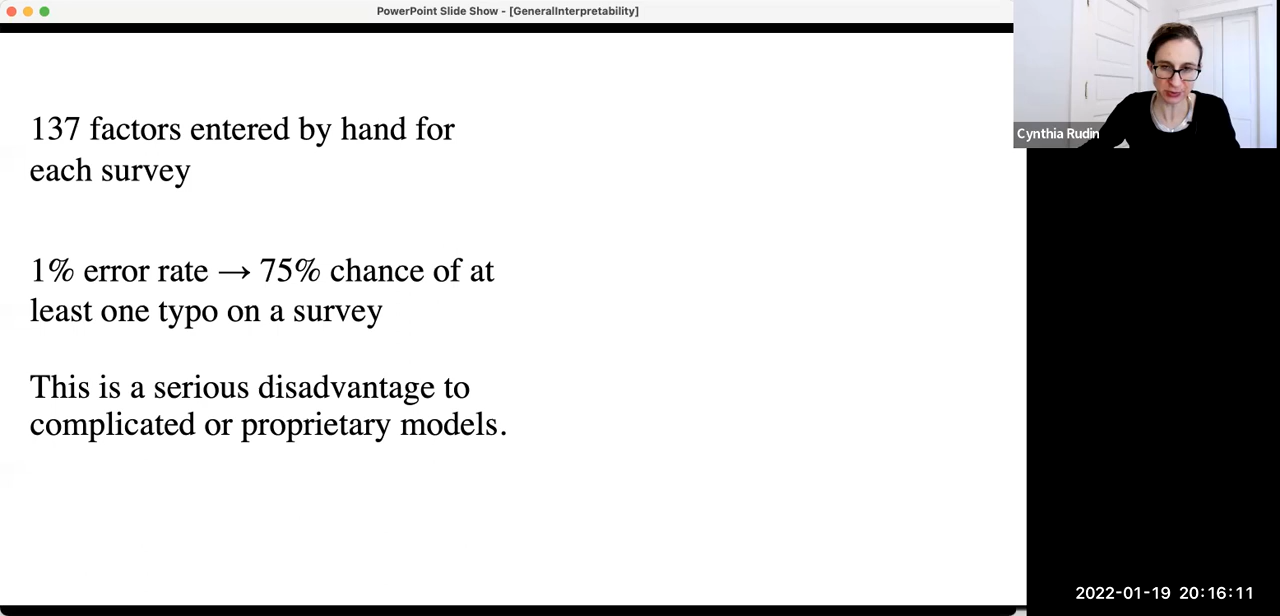 PowerPoint Slide Show - [GeneralInterpretability]
137 factors entered by hand for
each survey
1% error rate → 75% chance of at
least one typo on a survey
This is a serious disadvantage to
complicated or proprietary models.
Cynthia Rudin
2022-01-19 20:16:11